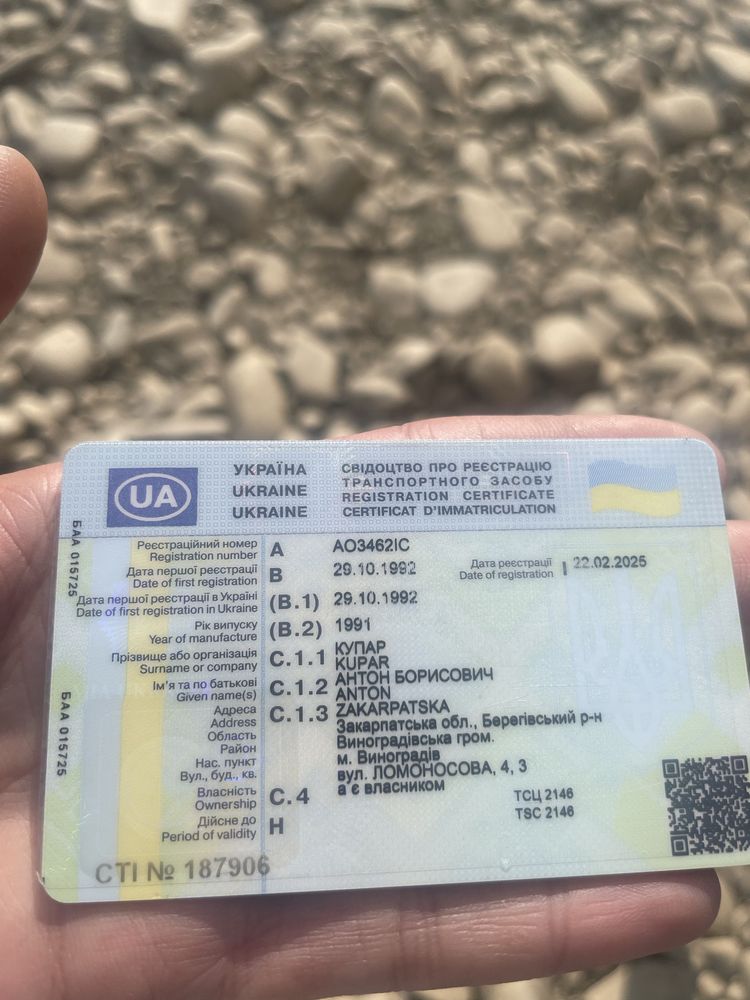 UA
УКРАЇНА
UKRAINE
UKRAINE
СВІДОЦТВО ПРО РЕЄСТРАЦІЮ
ТРАНСПОРТНОГО ЗАСОБУ
REGISTRATION CERTIFICATE
CERTIFICAT D'IMMATRICULATION
БАА 015725
БАА 015725
Реєстраційний номер
Registration number A AO3462IC
Дата першої реєстрації
Date of first registration B 29.10.1992
Дата реєстрації
Date of registration I 22.02.2025
Дата першої реєстрації в Україні
Date of first registration in Ukraine (B.1) 29.10.1992
Рік випуску
Year of manufacture (B.2) 1991
Прізвище або організація
Surname or company C.1.1 КУПАР
KUPAR
Ім'я та по батькові
Given name(s) C.1.2 АНТОН БОРИСОВИЧ
ANTON
Адреса
Address C.1.3 ZAKARPATSKA
Область
Район
Нас. пункт
Вул., буд., кв.
Закарпатська обл., Берегівський р-н
Виноградівська гром.
м. Виноградів
вул. ЛОМОНОСОВА, 4, 3
Власність
Ownership C.4 а є власником
Дійсне до
Period of validity H
ТСЦ 2146
TSC 2146
СТІ № 187906